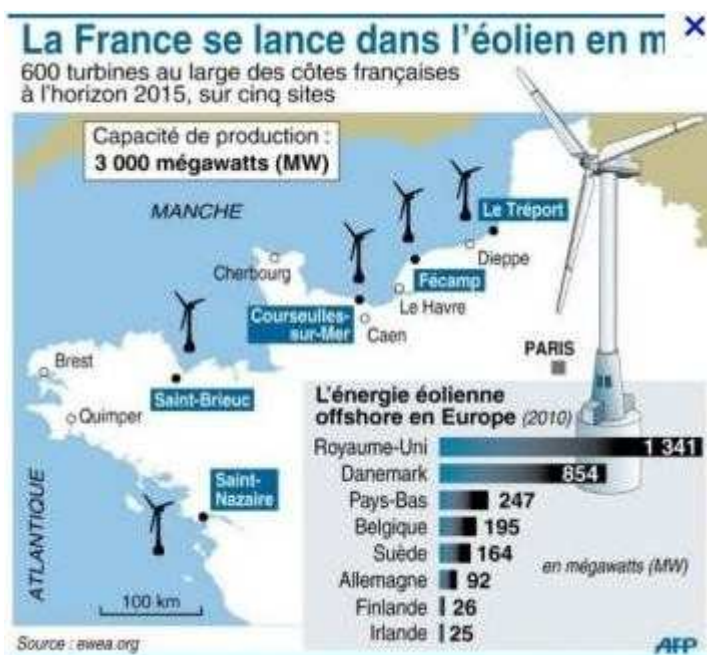 La France se lance dans l'éolien en m
600 turbines au large des côtes françaises
à l'horizon 2015, sur cinq sites
Capacité de production :
3 000 mégawatts (MW)
MANCHE
Le Tréport
Dieppe
Cherbourg
Fécamp
Le Havre
Courseulles-
sur-Mer
Caen
PARIS
Brest
Saint-Brieuc
Quimper
Saint-
Nazaire
ATLANTIQUE
100 km
L'énergie éolienne
offshore en Europe (2010)
Royaume-Uni 1 341
Danemark 854
Pays-Bas 247
Belgique 195
Suède 164
Allemagne 92
Finlande 26
Irlande 25
en mégawatts (MW)
Source : ewea.org
AFP